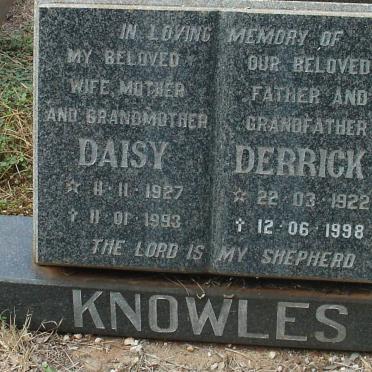 IN LOVING MEMORY OF
MY BELOVED
WIFE, MOTHER
AND GRANDMOTHER
DAISY
☆ 11·11·1927
✝ 11·01·1993
OUR BELOVED
FATHER AND
GRANDFATHER
DERRICK
☆ 22·03·1922
✝ 12·06·1998
THE LORD IS MY SHEPHERD
KNOWLES